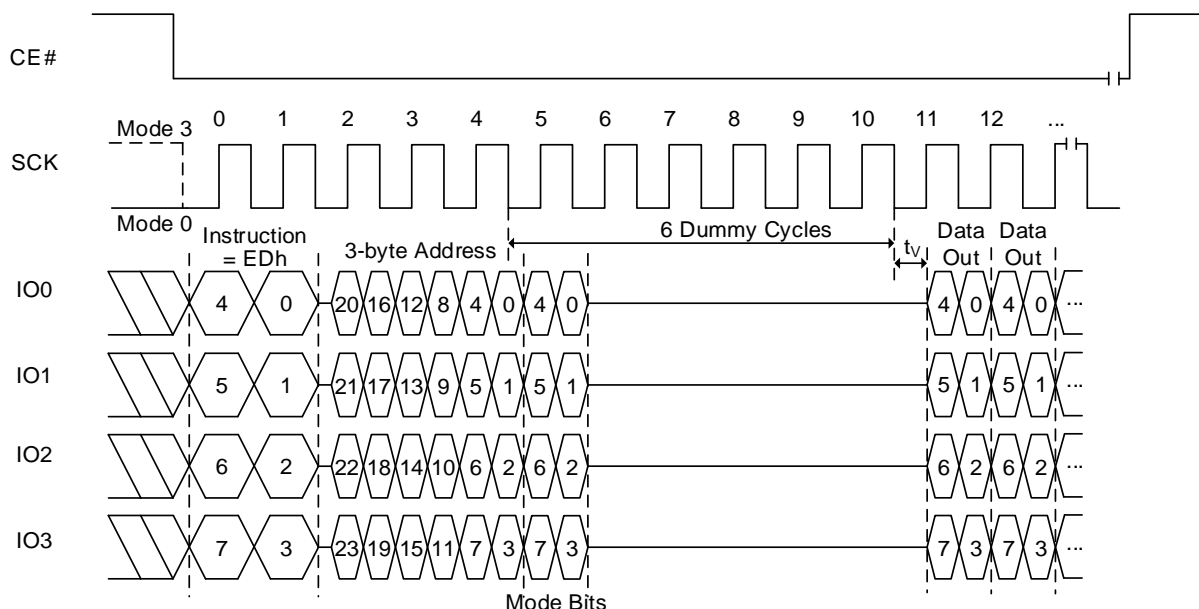 CE#
0 1 2 3 4 5 6 7 8 9 10 11 12 ...
Mode 3
SCK
Mode 0
6 Dummy Cycles
Instruction = EDh
3-byte Address
tV
Data Out
Data Out
IO0
4 0 20 16 12 8 4 0 4 0 4 0 4 0 ...
IO1
5 1 21 17 13 9 5 1 5 1 5 1 5 1 ...
IO2
6 2 22 18 14 10 6 2 6 2 6 2 6 2 ...
IO3
7 3 23 19 15 11 7 3 7 3 7 3 7 3 ...
Mode Bits